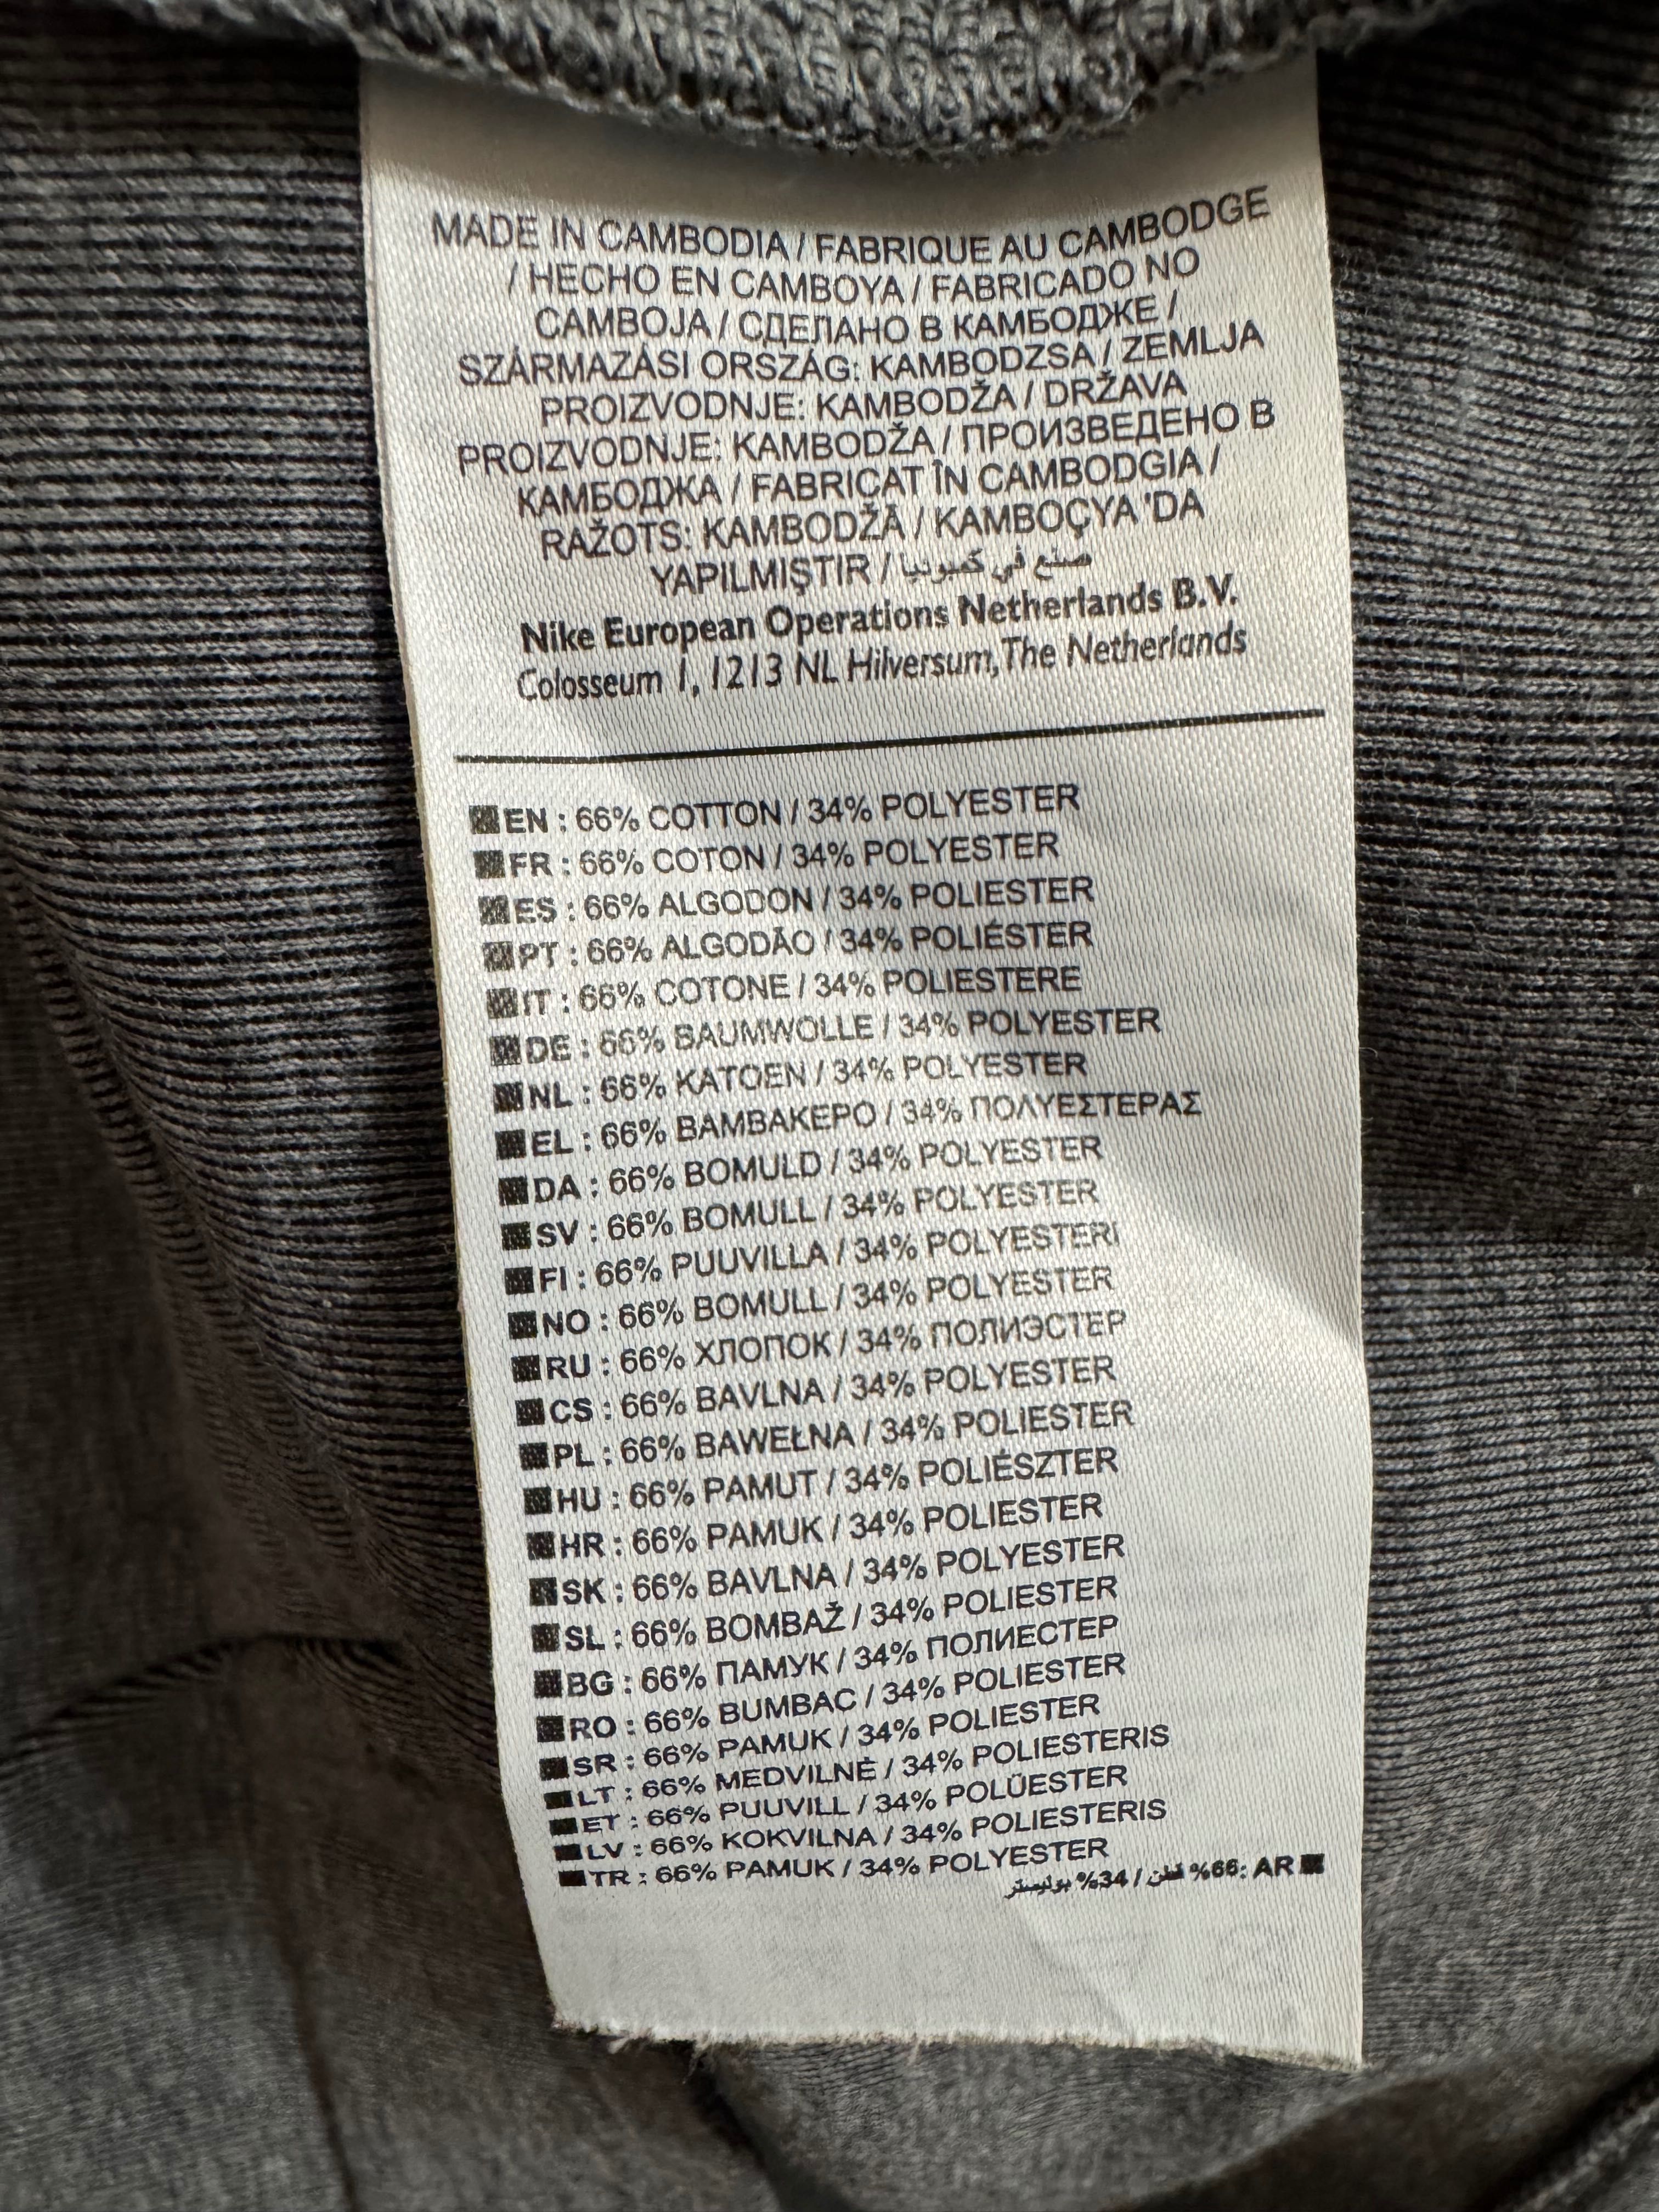 MADE IN CAMBODIA / FABRIQUE AU CAMBODGE
/ HECHO EN CAMBOYA / FABRICADO NO
CAMBOJA / СДЕЛАНО В КАМБОДЖЕ /
SZÁRMAZÁSI ORSZÁG: KAMBODZSA / ZEMLJA
PROIZVODNJE: KAMBODŽA / DRŽAVA
PROIZVODNJE: KAMBODŽA / ПРОИЗВЕДЕНО В
КАМБОДЖА / FABRICAT ÎN CAMBODGIA /
RAŽOTS: KAMBODŽĀ / KAMBOÇYA 'DA
YAPILMIŞTIR / صنع في كمبوديا
Nike European Operations Netherlands B.V.
Colosseum 1, 1213 NL Hilversum, The Netherlands
EN : 66% COTTON / 34% POLYESTER
FR : 66% COTON / 34% POLYESTER
ES : 66% ALGODON / 34% POLIESTER
PT : 66% ALGODÃO / 34% POLIÉSTER
IT : 66% COTONE / 34% POLIESTERE
DE : 66% BAUMWOLLE / 34% POLYESTER
NL : 66% KATOEN / 34% POLYESTER
EL : 66% ΒΑΜΒΑΚΕΡΟ / 34% ΠΟΛΥΕΣΤΕΡΑΣ
DA : 66% BOMULD / 34% POLYESTER
SV : 66% BOMULL / 34% POLYESTER
FI : 66% PUUVILLA / 34% POLYESTERI
NO : 66% BOMULL / 34% POLYESTER
RU : 66% ХЛОПОК / 34% ПОЛИЭСТЕР
CS : 66% BAVLNA / 34% POLYESTER
PL : 66% BAWEŁNA / 34% POLIESTER
HU : 66% PAMUT / 34% POLIÉSZTER
HR : 66% PAMUK / 34% POLIESTER
SK : 66% BAVLNA / 34% POLYESTER
SL : 66% BOMBAŽ / 34% POLIESTER
BG : 66% ПАМУК / 34% ПОЛИЕСТЕР
RO : 66% BUMBAC / 34% POLIESTER
SR : 66% PAMUK / 34% POLIESTER
LT : 66% MEDVILNĖ / 34% POLIESTERIS
ET : 66% PUUVILL / 34% POLÜESTER
LV : 66% KOKVILNA / 34% POLIESTERIS
TR : 66% PAMUK / 34% POLYESTER
AR :66% قطن / 34% بوليستر